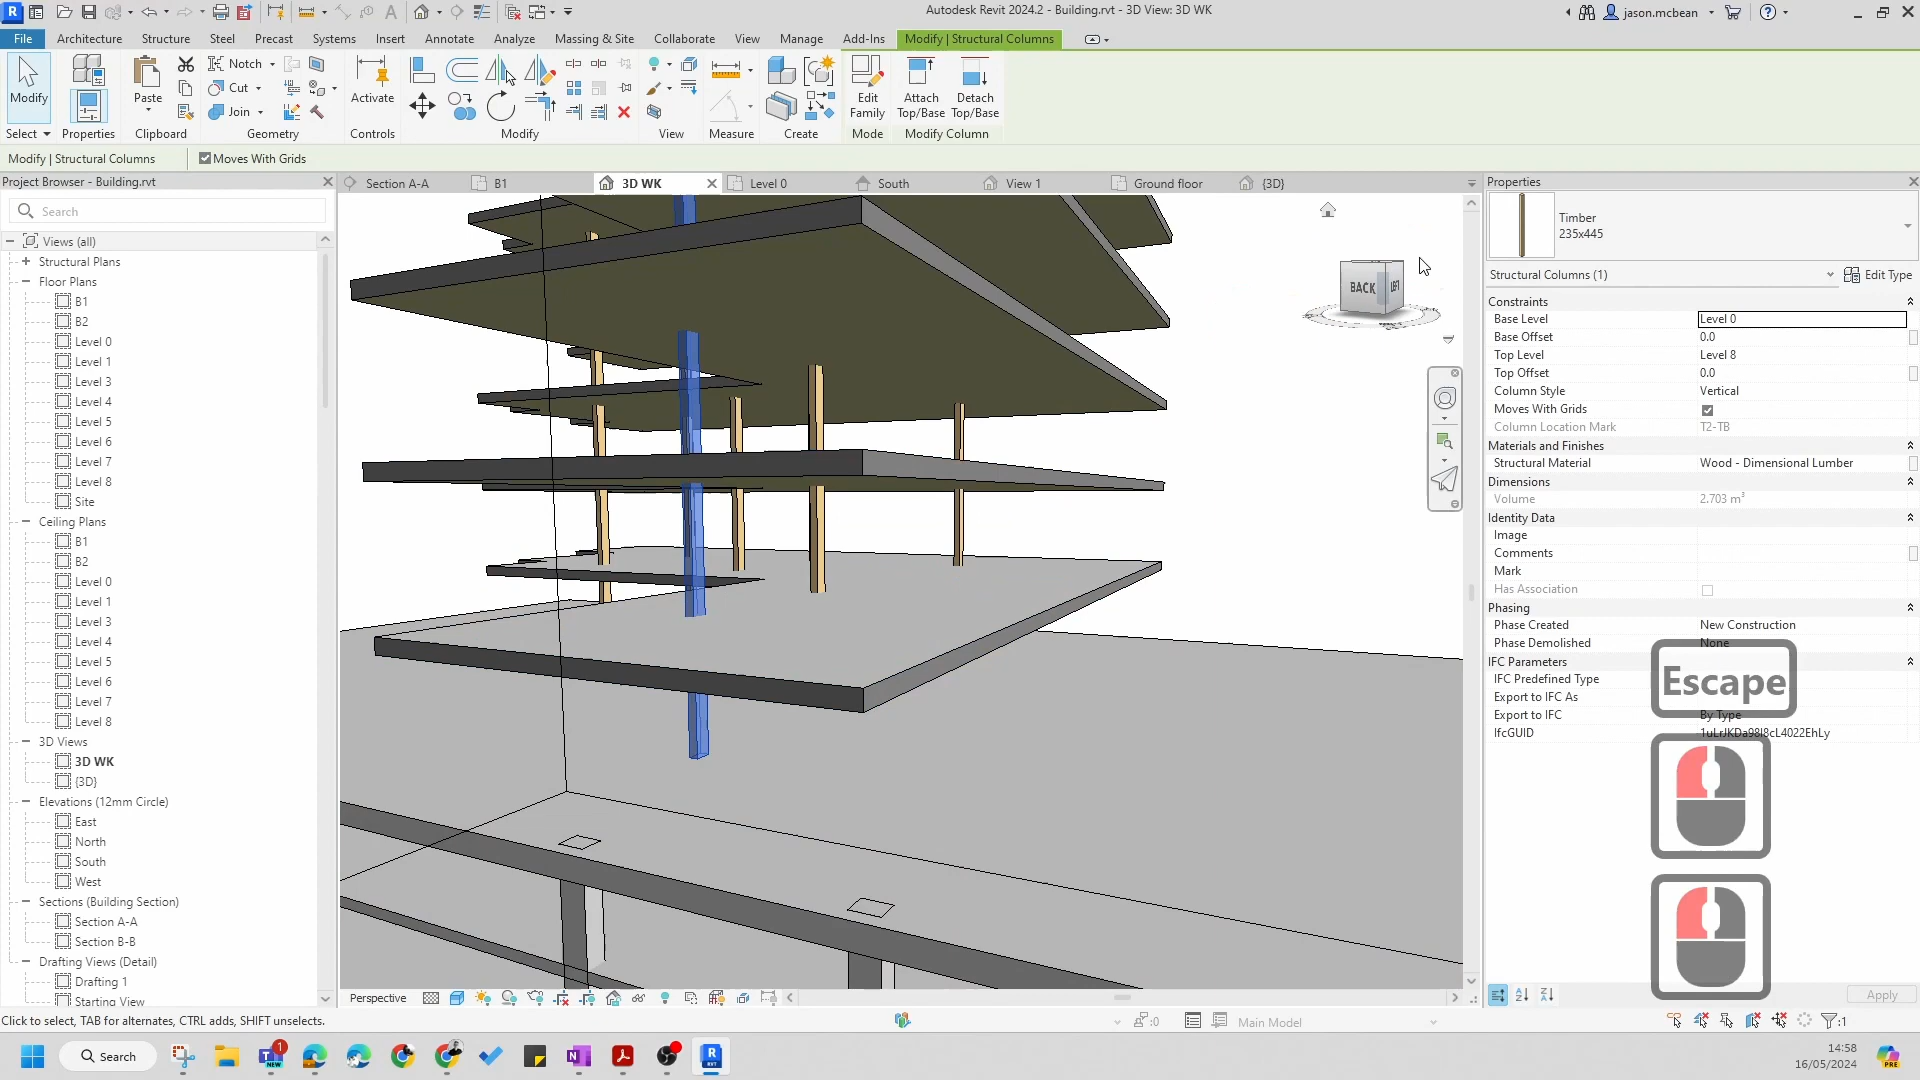 Autodesk Revit 2024.2 - Building.rvt - 3D View: 3D WK
jason.mcbean
File Architecture Structure Steel Precast Systems Insert Annotate Analyze Massing & Site Collaborate View Manage Add-Ins Modify | Structural Columns
Modify Paste Notch Cut Join Activate Edit Family Attach Top/Base Detach Top/Base
Select Properties Clipboard Geometry Controls Modify View Measure Create Mode Modify Column
Modify | Structural Columns Moves With Grids
Project Browser - Building.rvt
Search
Views (all)
Structural Plans
Floor Plans
B1
B2
Level 0
Level 1
Level 3
Level 4
Level 5
Level 6
Level 7
Level 8
Site
Ceiling Plans
B1
B2
Level 0
Level 1
Level 3
Level 4
Level 5
Level 6
Level 7
Level 8
3D Views
3D WK
{3D}
Elevations (12mm Circle)
East
North
South
West
Sections (Building Section)
Section A-A
Section B-B
Drafting Views (Detail)
Drafting 1
Starting View
Section A-A B1 3D WK Level 0 South View 1 Ground floor {3D}
BACK LEFT
Perspective
Properties
Timber
235x445
Structural Columns (1) Edit Type
Constraints
Base Level Level 0
Base Offset 0.0
Top Level Level 8
Top Offset 0.0
Column Style Vertical
Moves With Grids
Column Location Mark T2-TB
Materials and Finishes
Structural Material Wood - Dimensional Lumber
Dimensions
Volume 2.703 m³
Identity Data
Image
Comments
Mark
Has Association
Phasing
Phase Created New Construction
Phase Demolished None
IFC Parameters
IFC Predefined Type
Export to IFC As
Export to IFC By Type
IfcGUID
Escape
Apply
Click to select, TAB for alternates, CTRL adds, SHIFT unselects.
:0 Main Model :1
Search
14:58
16/05/2024